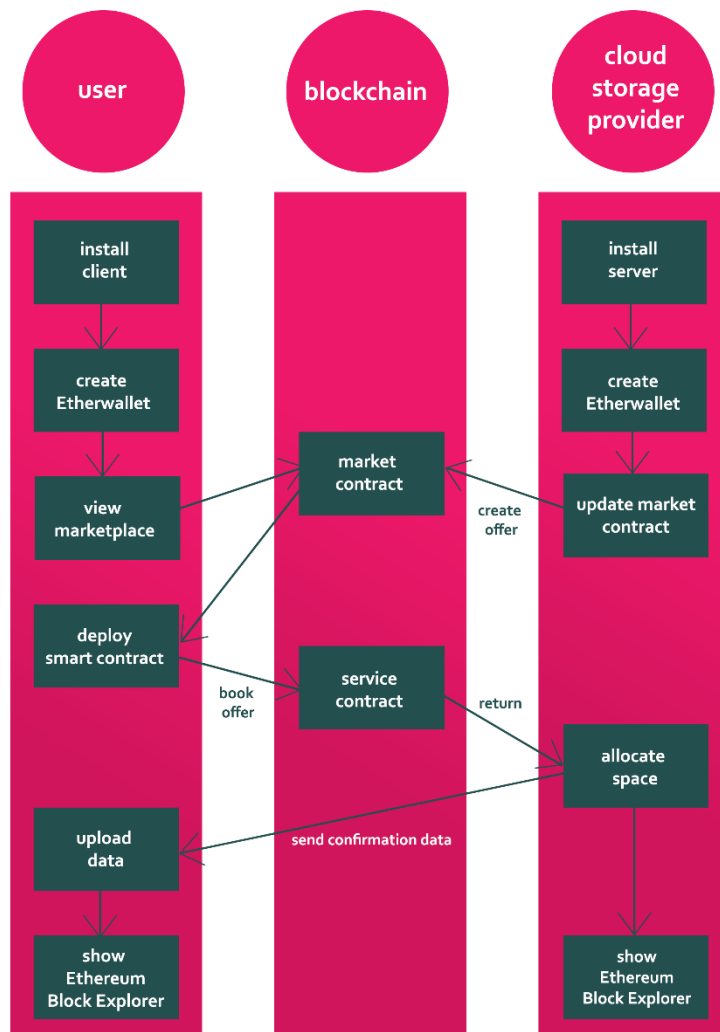 user
blockchain
cloud
storage
provider
install
client
install
server
create
Etherwallet
create
Etherwallet
market
contract
view
marketplace
create
offer
update market
contract
deploy
smart contract
book
offer
service
contract
return
allocate
space
send confirmation data
upload
data
show
Ethereum
Block Explorer
show
Ethereum
Block Explorer